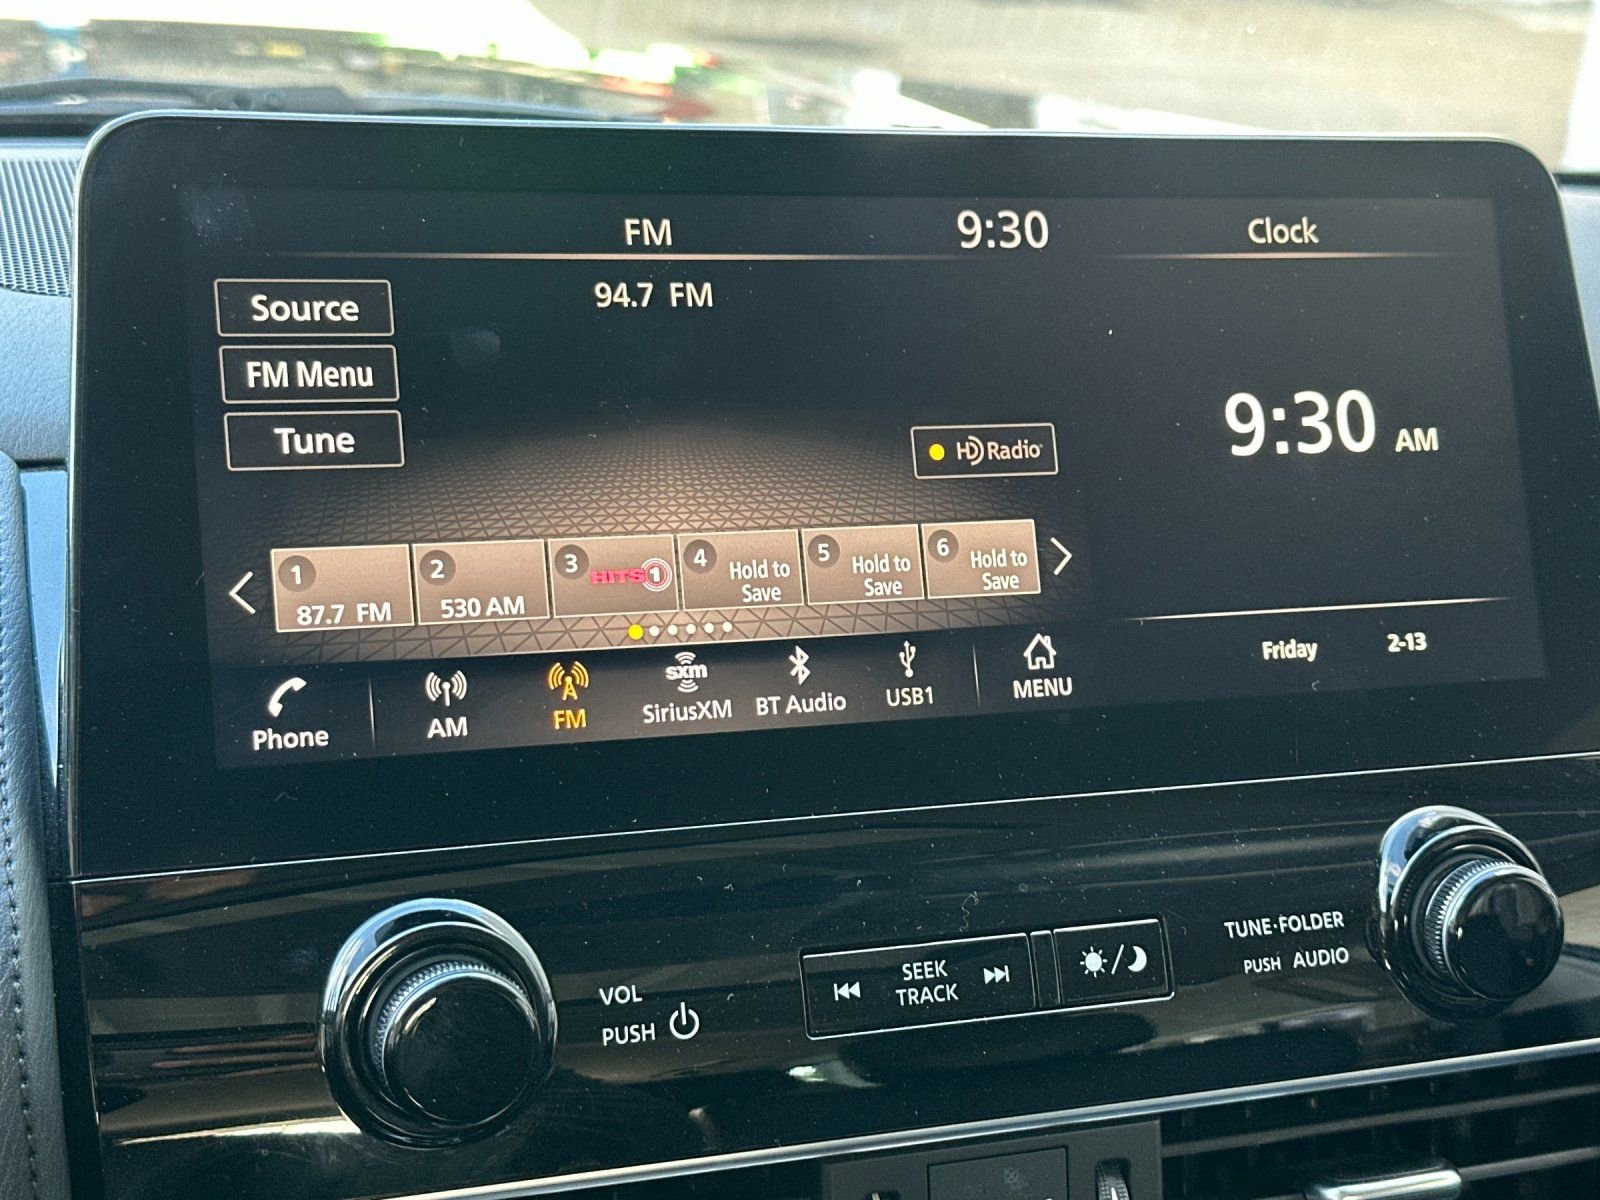 FM 9:30 Clock
94.7 FM
Source
FM Menu
Tune
HD Radio
9:30 AM
1 87.7 FM
2 530 AM
3 HITS 1
4 Hold to
Save
5 Hold to
Save
6 Hold to
Save
Friday 2-13
Phone
AM
FM
sxm
SiriusXM
BT Audio
USB1
MENU
VOL
PUSH
SEEK
TRACK
TUNE·FOLDER
PUSH AUDIO